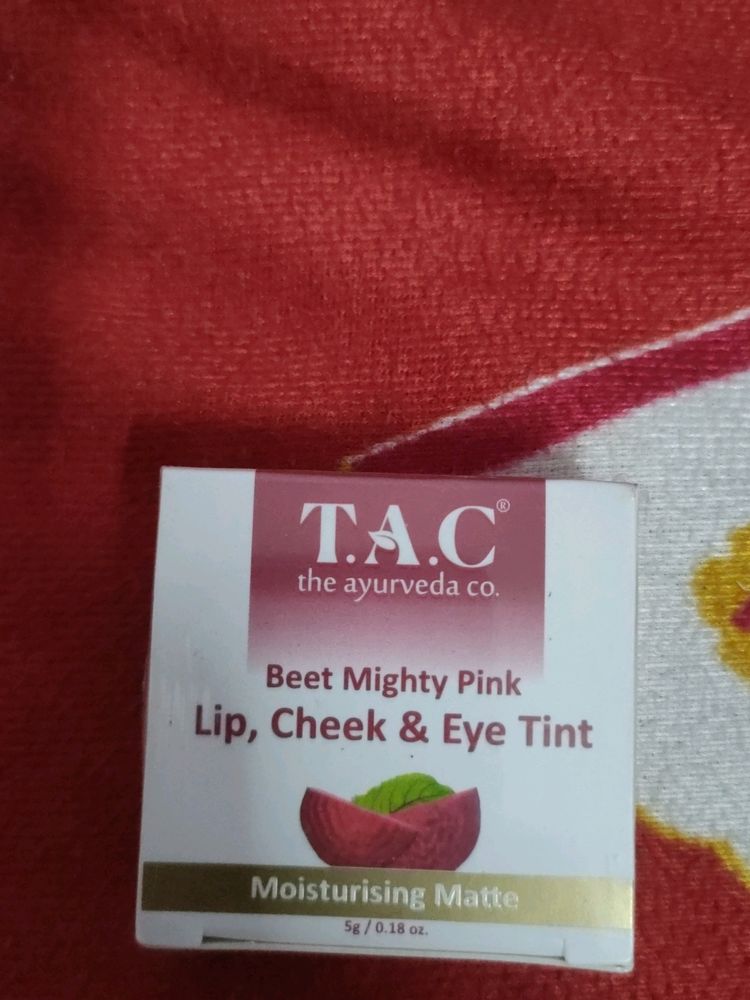 T.A.C®
the ayurveda co.
Beet Mighty Pink
Lip, Cheek & Eye Tint
Moisturising Matte
5g / 0.18 oz.